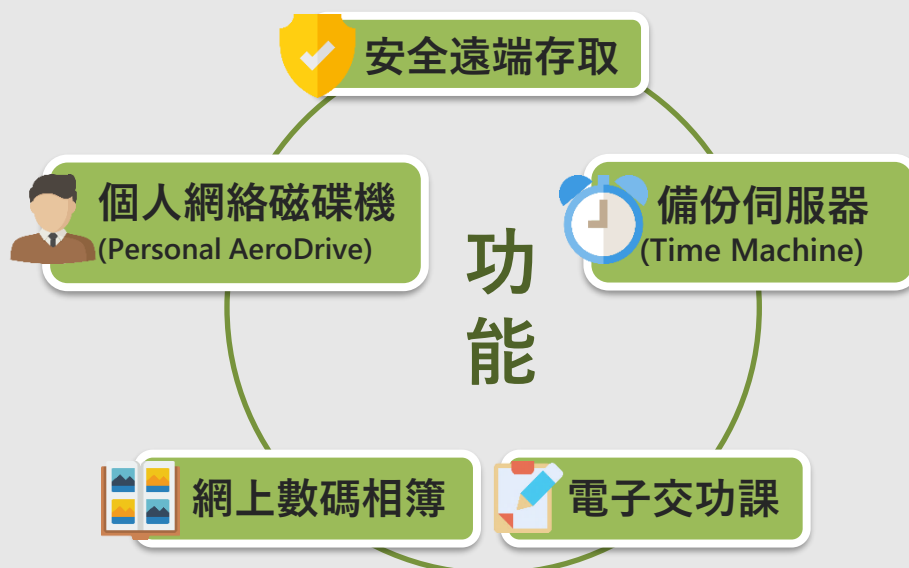 安全遠端存取
個人網絡磁碟機
(Personal AeroDrive)
備份伺服器
(Time Machine)
功
能
網上數碼相簿
電子交功課